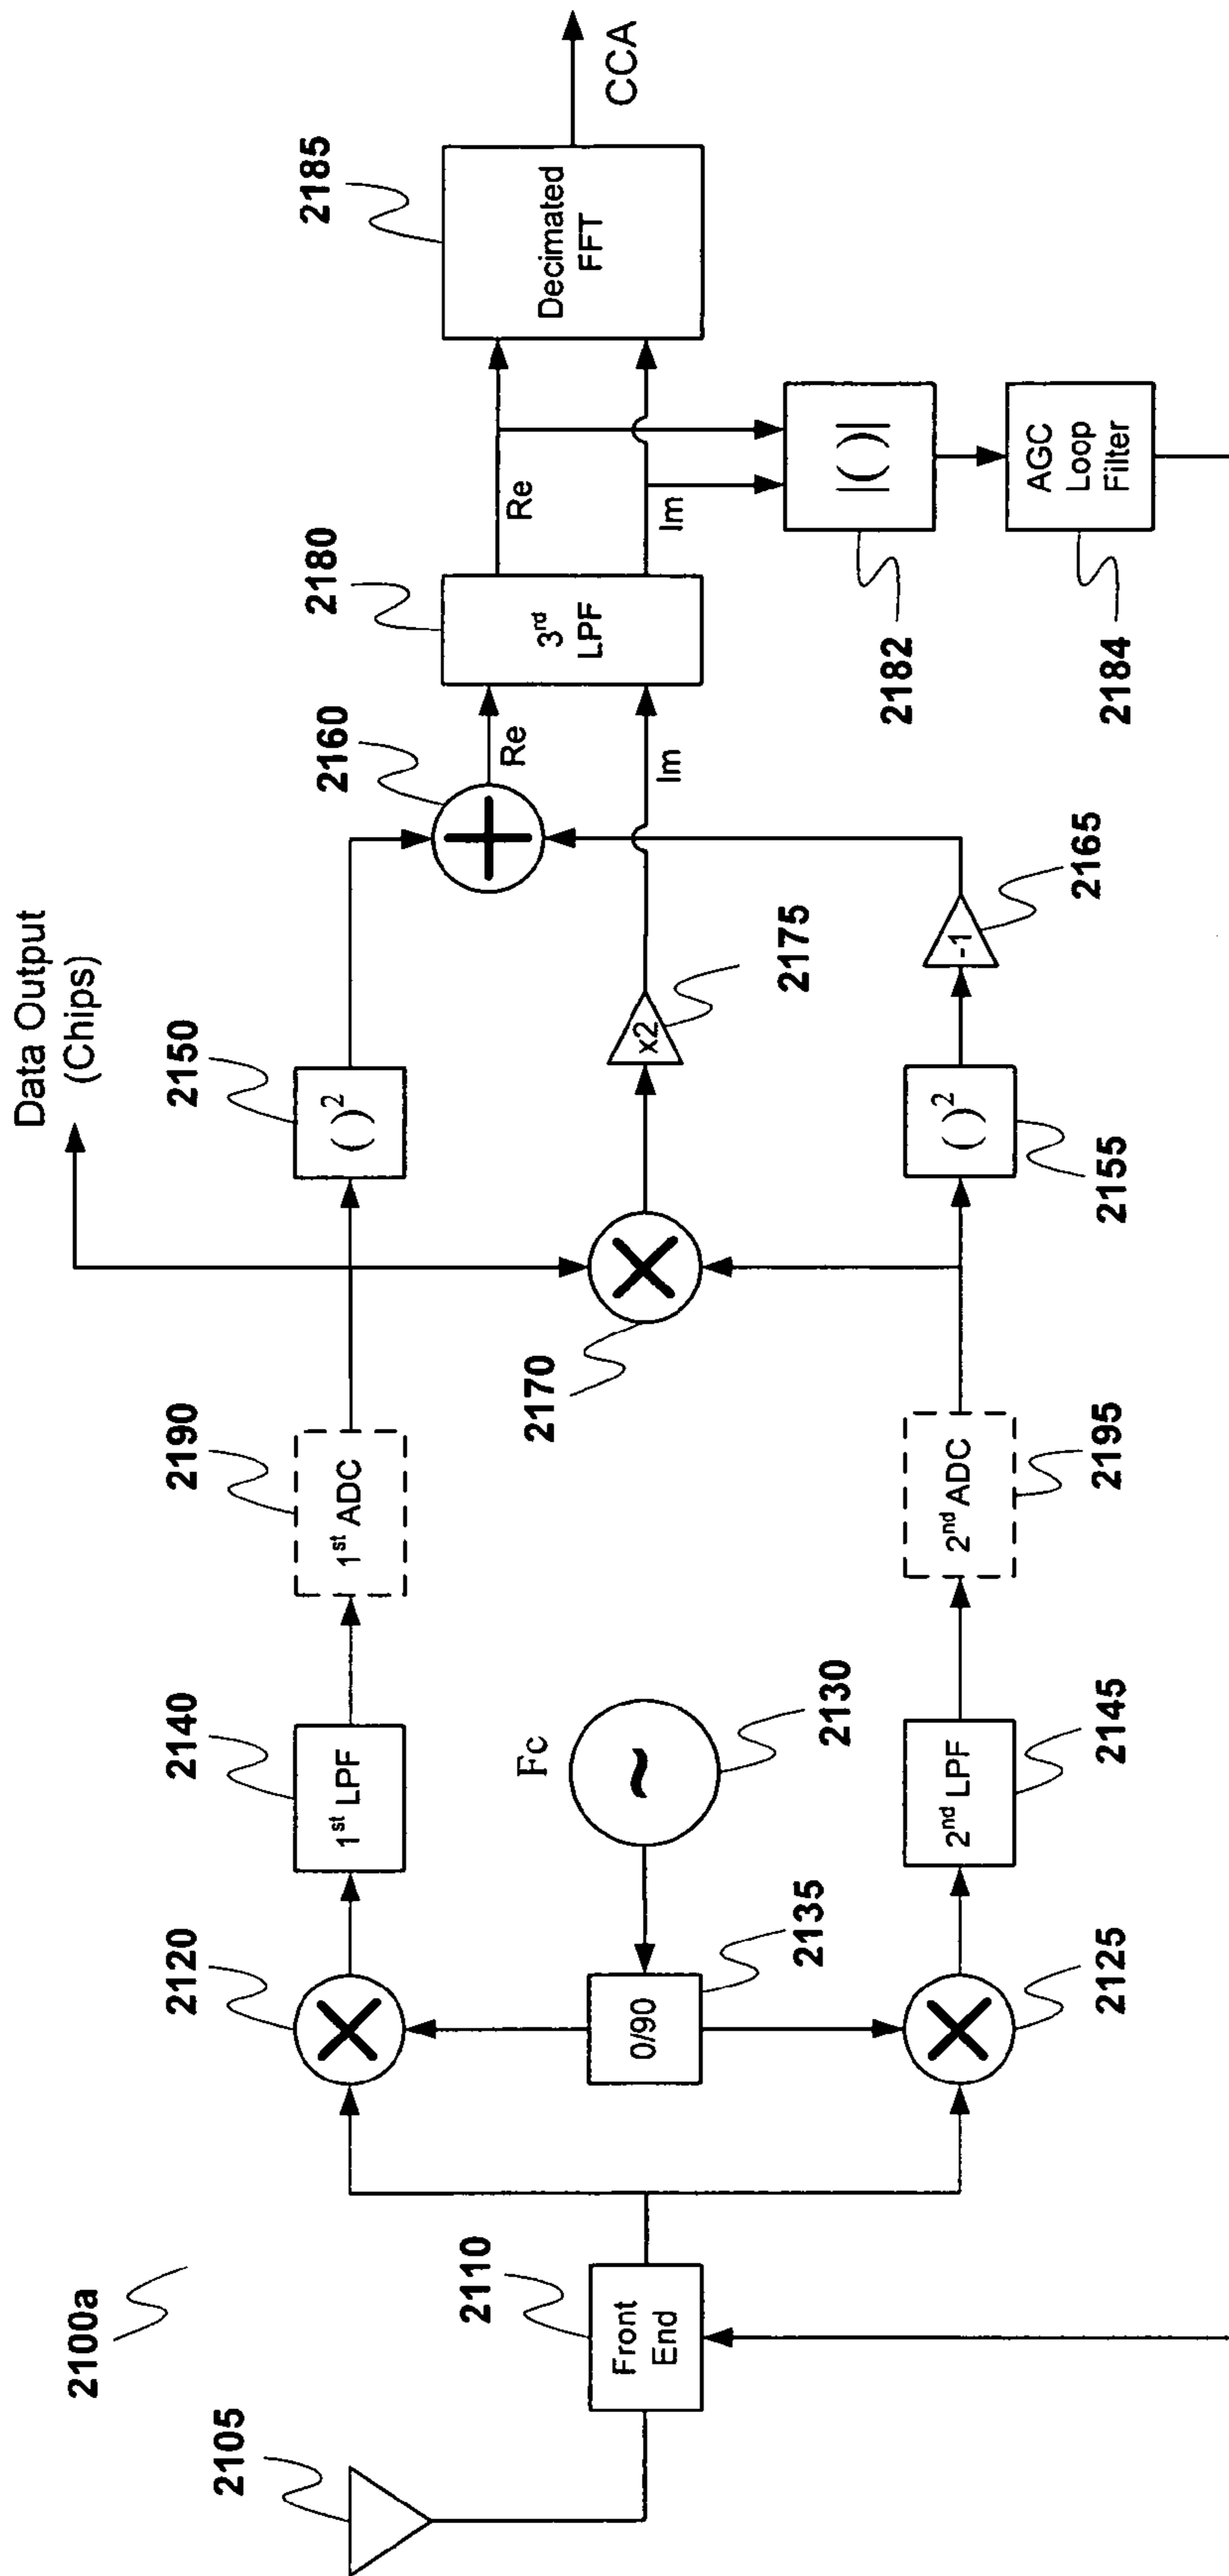 2100a
2105
2110
Front
End
2120
2125
2135
0/90
Fc
2130
~
2140
1st LPF
2145
2nd LPF
2190
1st ADC
2195
2nd ADC
Data Output
(Chips)
2170
2150
( )²
2155
( )²
2175
x2
2165
-1
2160
Re
Im
2180
3rd
LPF
Re
Im
2182
|( )|
2184
AGC
Loop
Filter
2185
Decimated
FFT
CCA